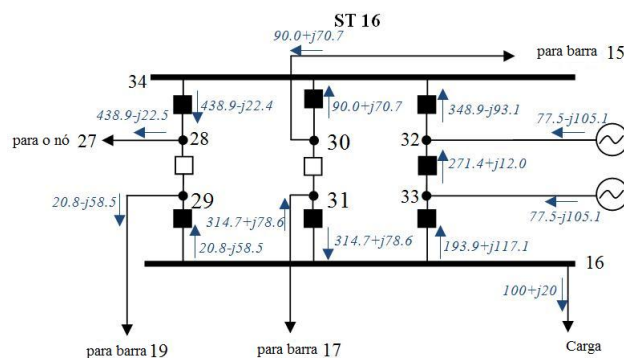 ST 16
90.0+j70.7
para barra 15
34
438.9-j22.5
438.9-j22.4
90.0+j70.7
348.9-j93.1
77.5-j105.1
para o nó 27
28
30
32
271.4+j12.0
29
31
33
77.5-j105.1
20.8-j58.5
314.7+j78.6
20.8-j58.5
314.7+j78.6
193.9+j117.1
16
100+j20
para barra 19
para barra 17
Carga